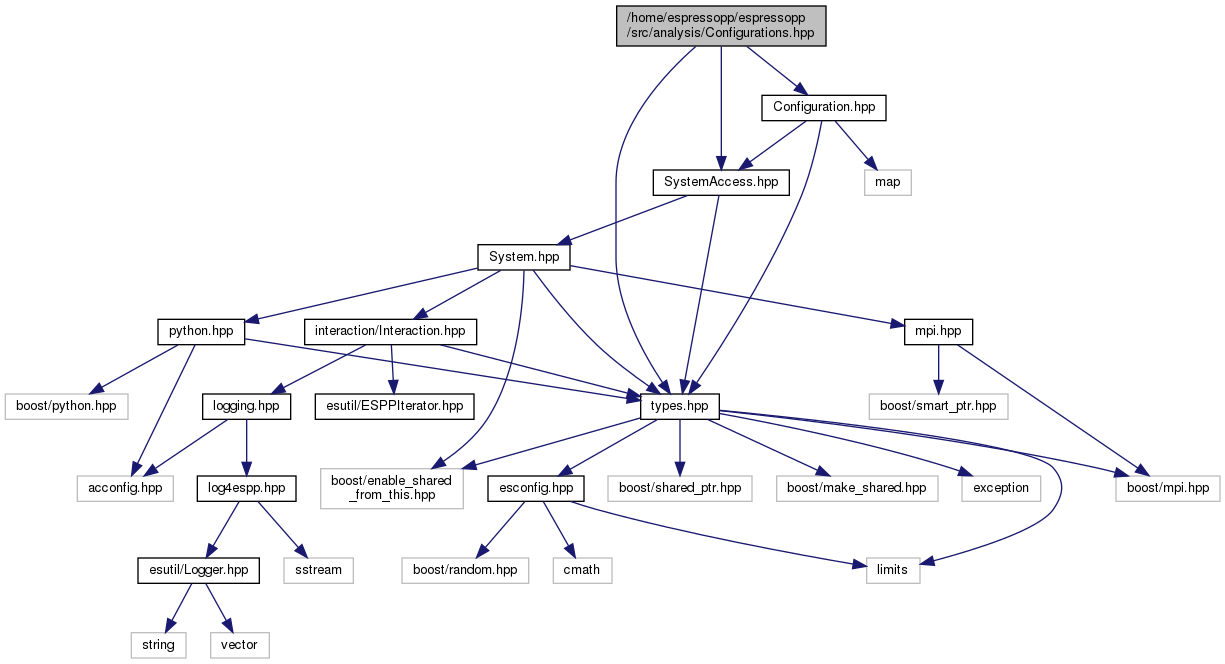 /home/espressopp/espressopp
/src/analysis/Configurations.hpp
Configuration.hpp
SystemAccess.hpp
map
System.hpp
python.hpp
interaction/Interaction.hpp
mpi.hpp
boost/python.hpp
logging.hpp
esutil/ESPPIterator.hpp
types.hpp
boost/smart_ptr.hpp
acconfig.hpp
log4espp.hpp
boost/enable_shared
_from_this.hpp
esconfig.hpp
boost/shared_ptr.hpp
boost/make_shared.hpp
exception
boost/mpi.hpp
esutil/Logger.hpp
sstream
boost/random.hpp
cmath
limits
string
vector